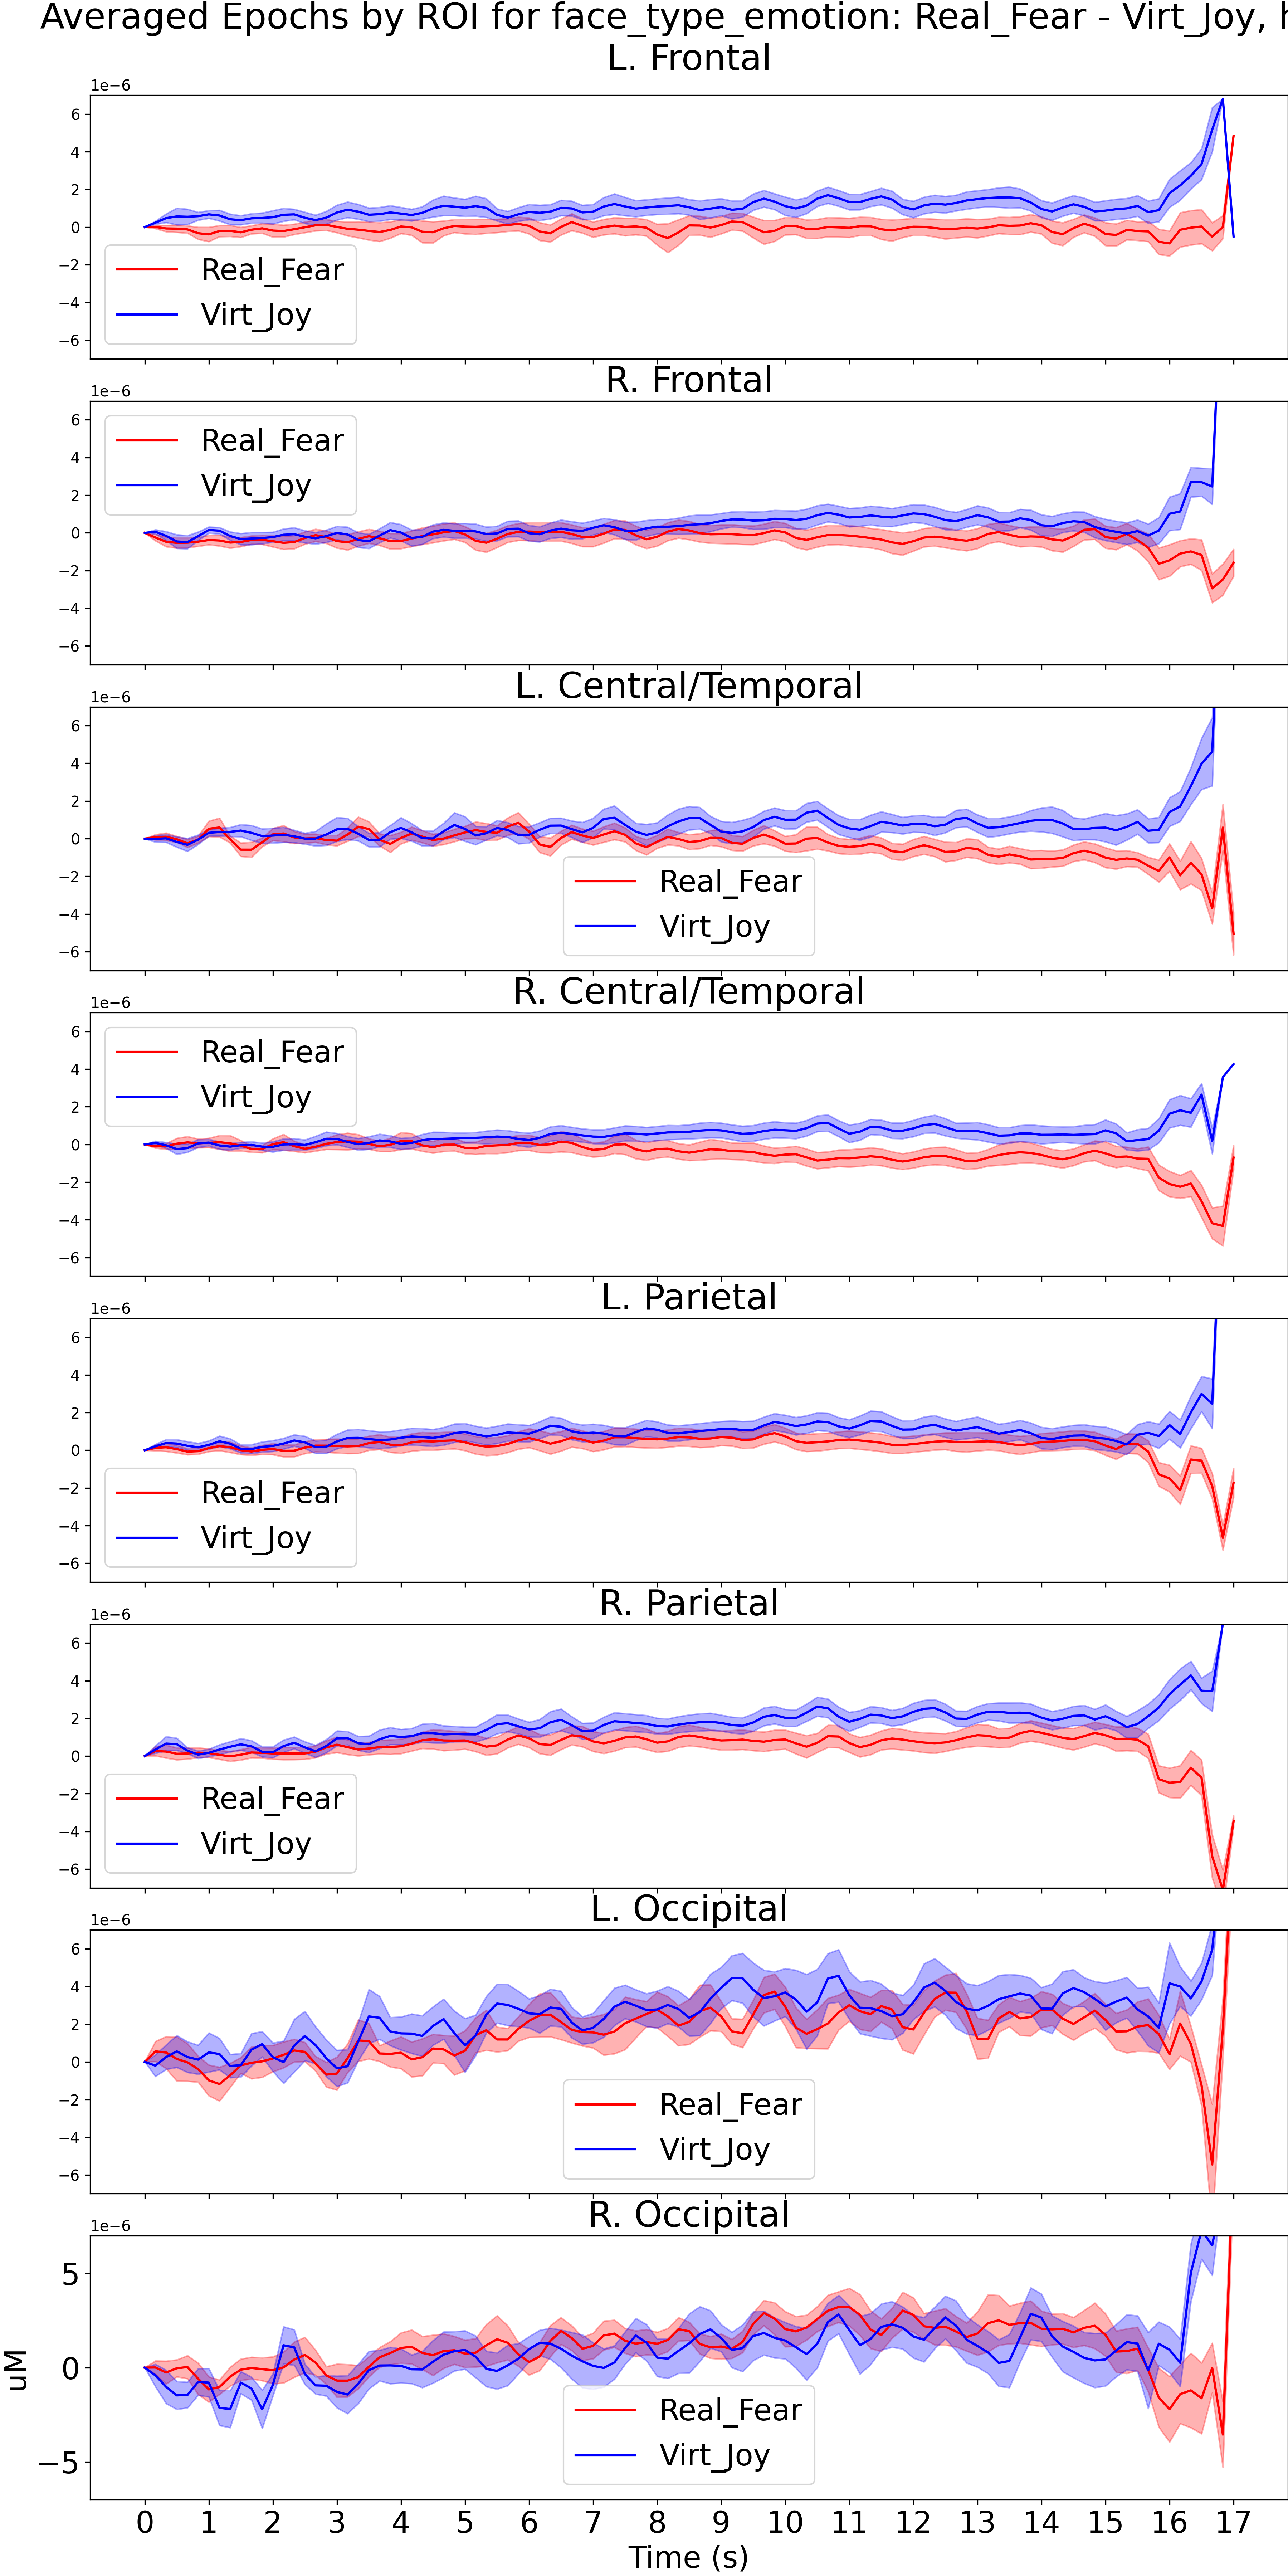 Averaged Epochs by ROI for face_type_emotion: Real_Fear - Virt_Joy, h
L. Frontal
1e−6
6
4
2
0
−2
−4
−6
Real_Fear
Virt_Joy
R. Frontal
1e−6
6
4
2
0
−2
−4
−6
Real_Fear
Virt_Joy
L. Central/Temporal
1e−6
6
4
2
0
−2
−4
−6
Real_Fear
Virt_Joy
R. Central/Temporal
1e−6
6
4
2
0
−2
−4
−6
Real_Fear
Virt_Joy
L. Parietal
1e−6
6
4
2
0
−2
−4
−6
Real_Fear
Virt_Joy
R. Parietal
1e−6
6
4
2
0
−2
−4
−6
Real_Fear
Virt_Joy
L. Occipital
1e−6
6
4
2
0
−2
−4
−6
Real_Fear
Virt_Joy
R. Occipital
1e−6
5
0
−5
uM
Real_Fear
Virt_Joy
0 1 2 3 4 5 6 7 8 9 10 11 12 13 14 15 16 17
Time (s)